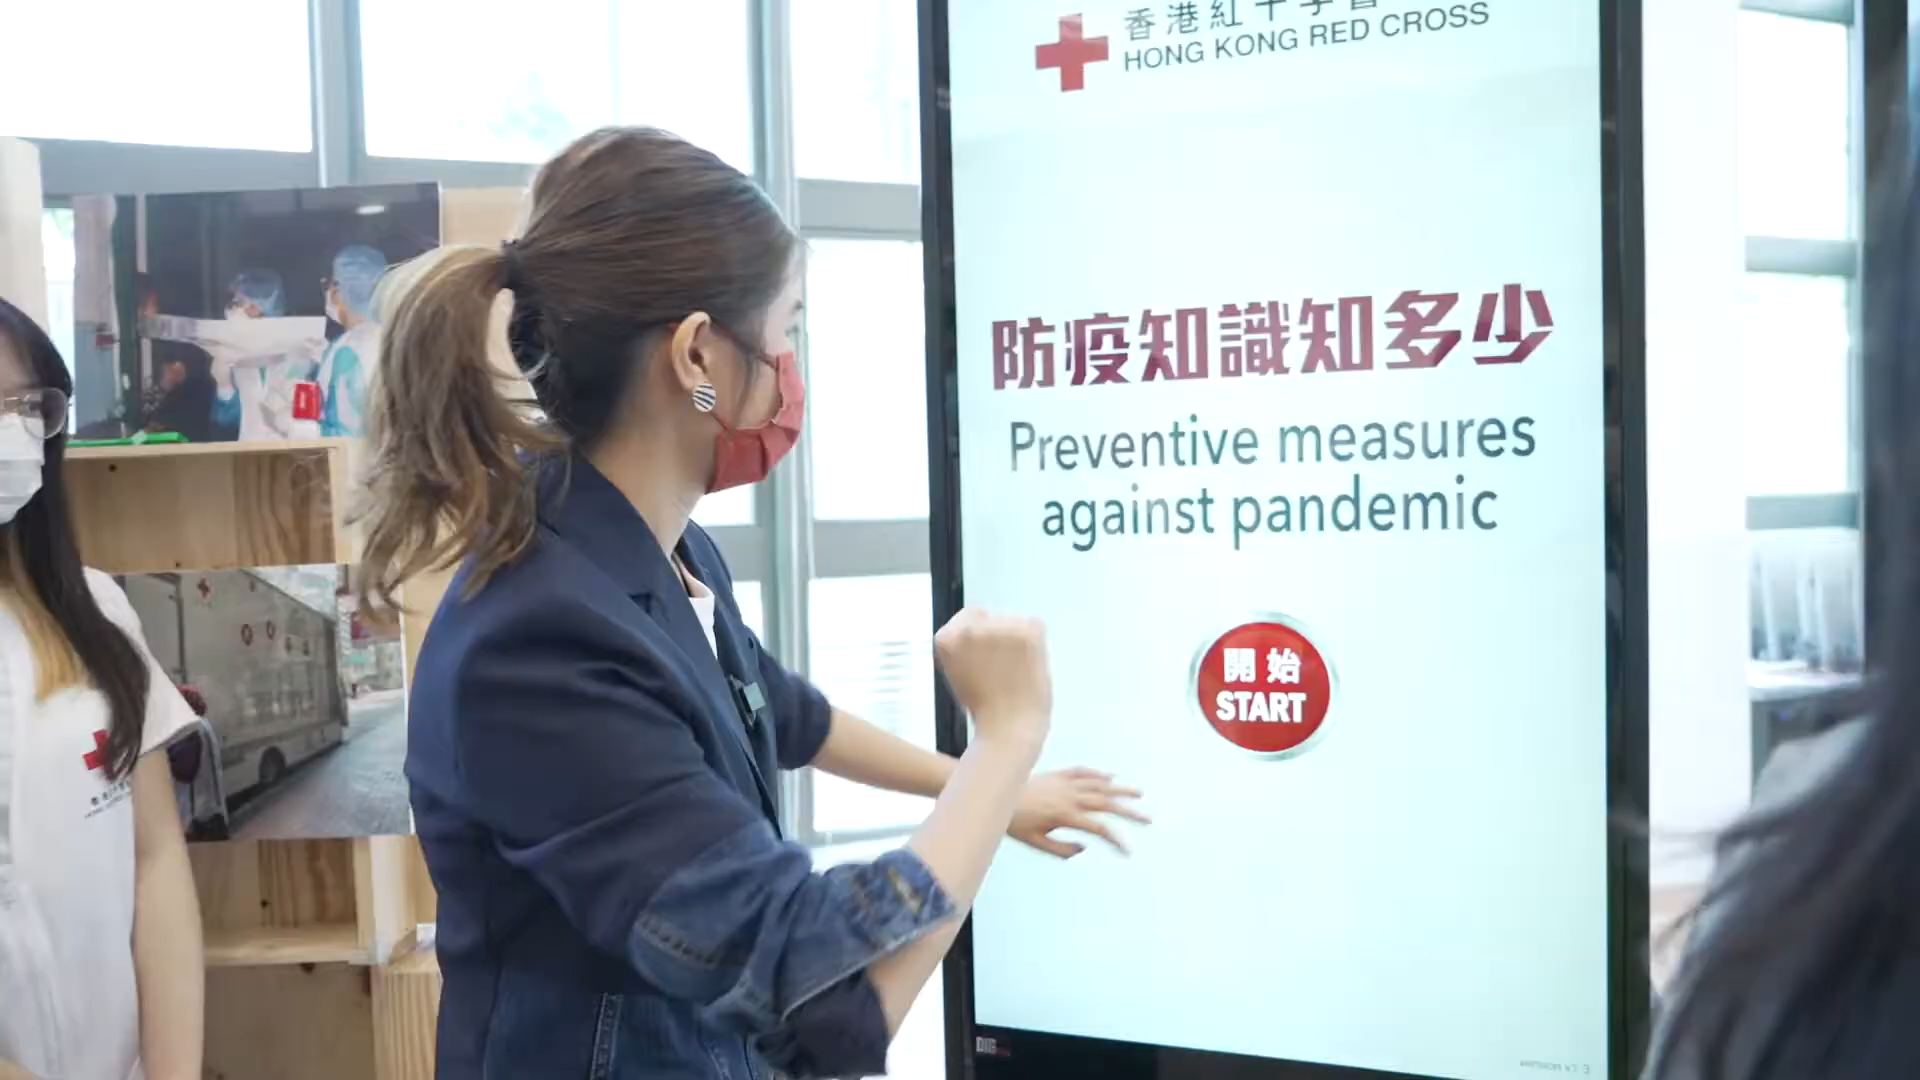 香港紅十字會
HONG KONG RED CROSS
防疫知識知多少
Preventive measures
against pandemic
開始
START